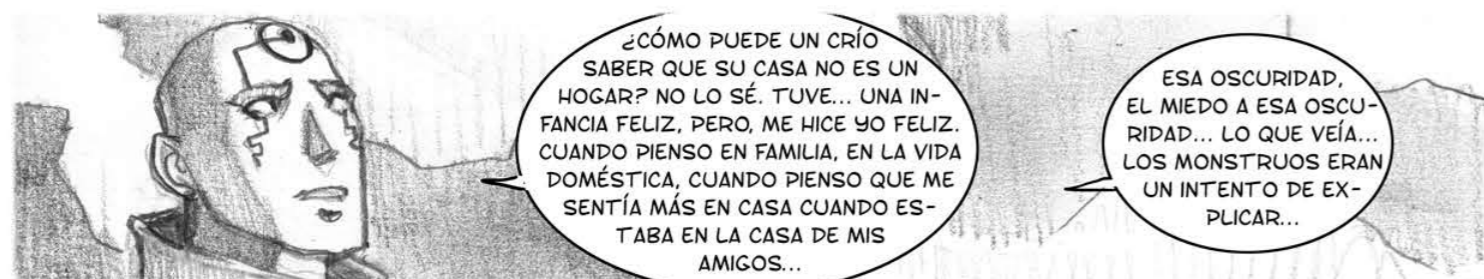 ¿CÓMO PUEDE UN CRÍO
SABER QUE SU CASA NO ES UN
HOGAR? NO LO SÉ. TUVE... UNA IN-
FANCIA FELIZ, PERO, ME HICE YO FELIZ.
CUANDO PIENSO EN FAMILIA, EN LA VIDA
DOMÉSTICA, CUANDO PIENSO QUE ME
SENTÍA MÁS EN CASA CUANDO ES-
TABA EN LA CASA DE MIS
AMIGOS...
ESA OSCURIDAD,
EL MIEDO A ESA OSCU-
RIDAD... LO QUE VEÍA...
LOS MONSTRUOS ERAN
UN INTENTO DE EX-
PLICAR...